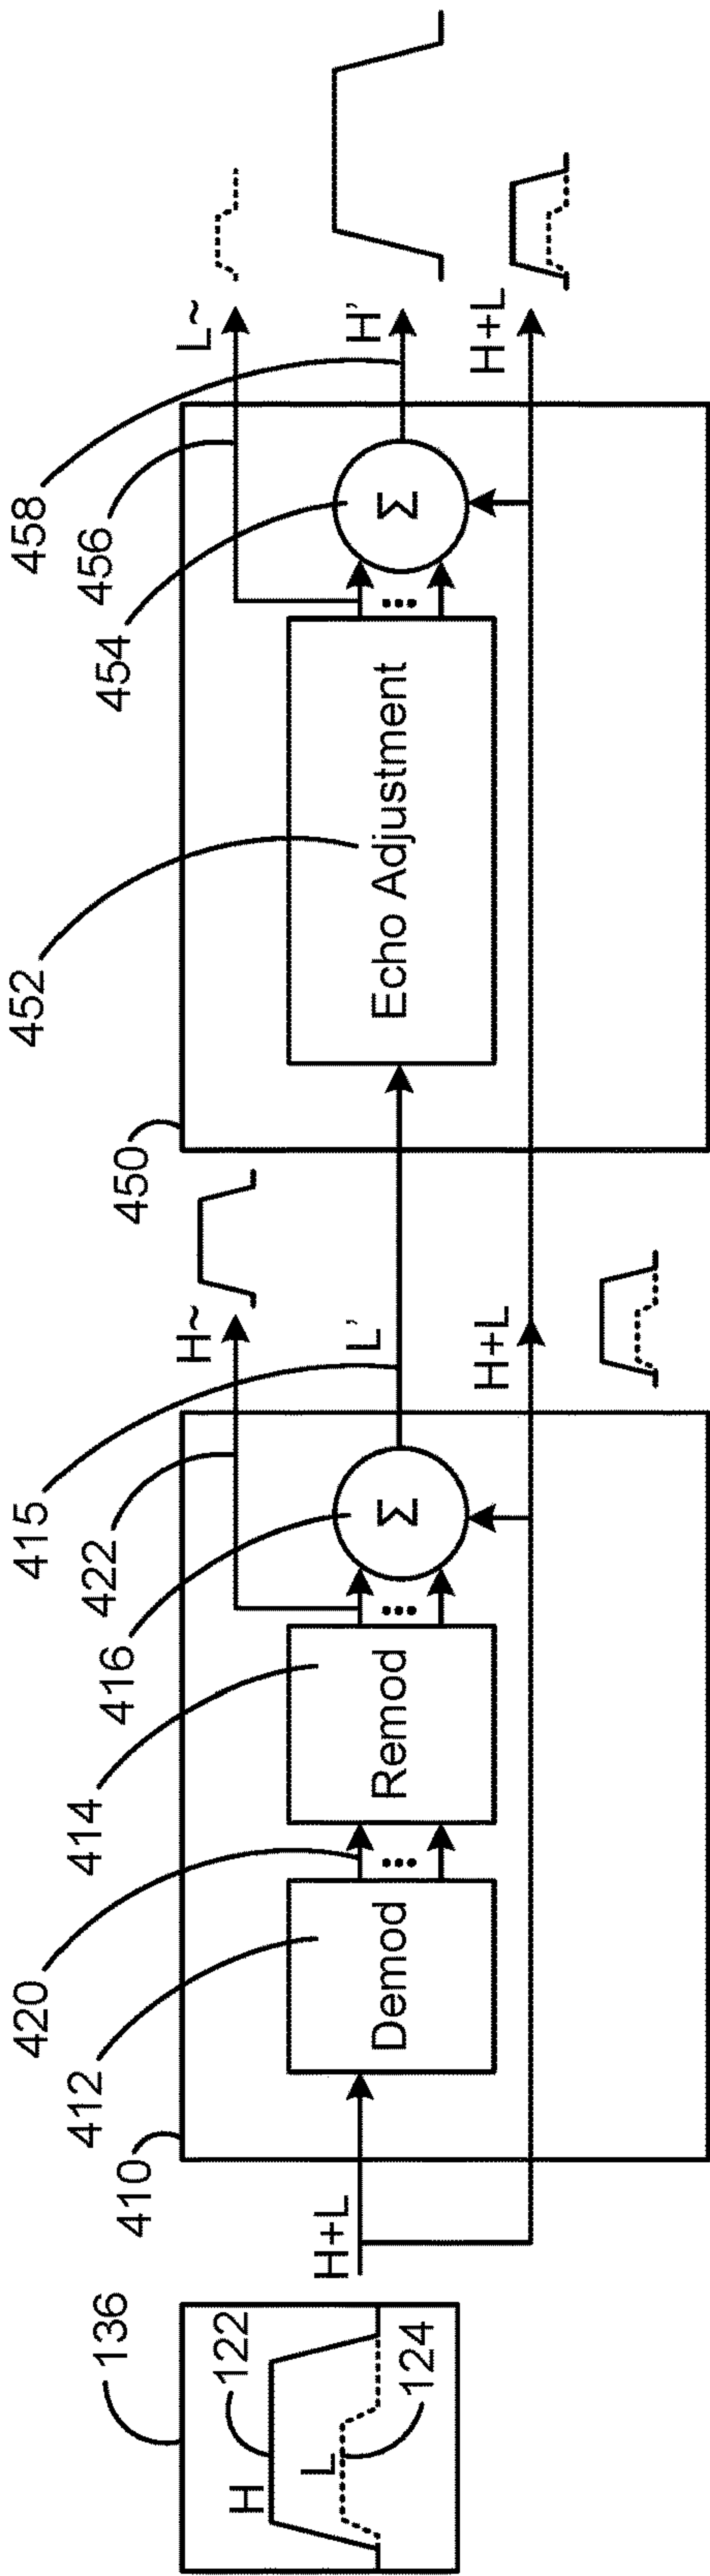 136
H
122
L
124
H+L
410
412
Demod
420
...
414
Remod
...
416
Σ
422
H~
415
L'
H+L
450
452
Echo Adjustment
...
454
Σ
456
L~
458
H'
H+L